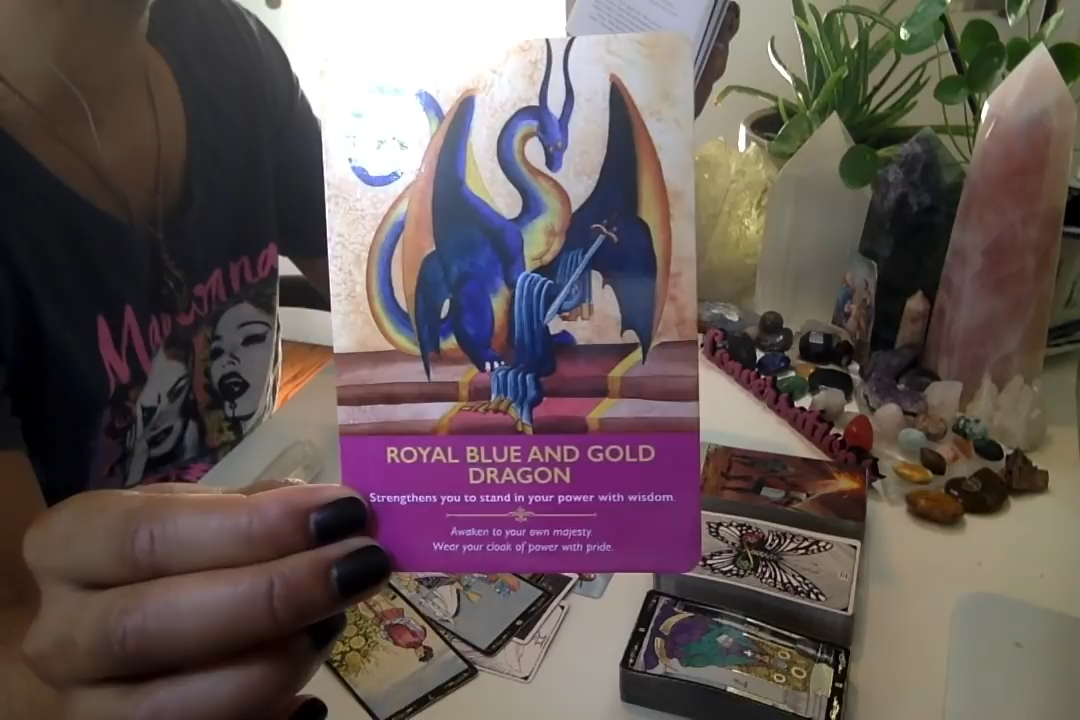 Madonna
ROYAL BLUE AND GOLD
DRAGON
Strengthens you to stand in your power with wisdom.
Awaken to your own majesty.
Wear your cloak of power with pride.